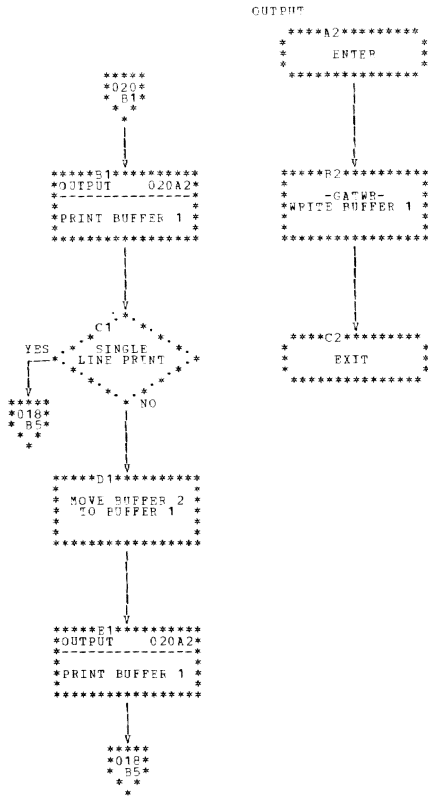 OUTPUT
A2
ENTER
020
B1
B1
OUTPUT 020A2
PRINT BUFFER 1
B2
-GATWR-
WRITE BUFFER 1
C1
SINGLE
LINE PRINT
YES
NO
C2
EXIT
018
B5
D1
MOVE BUFFER 2
TO BUFFER 1
E1
OUTPUT 020A2
PRINT BUFFER 1
018
B5